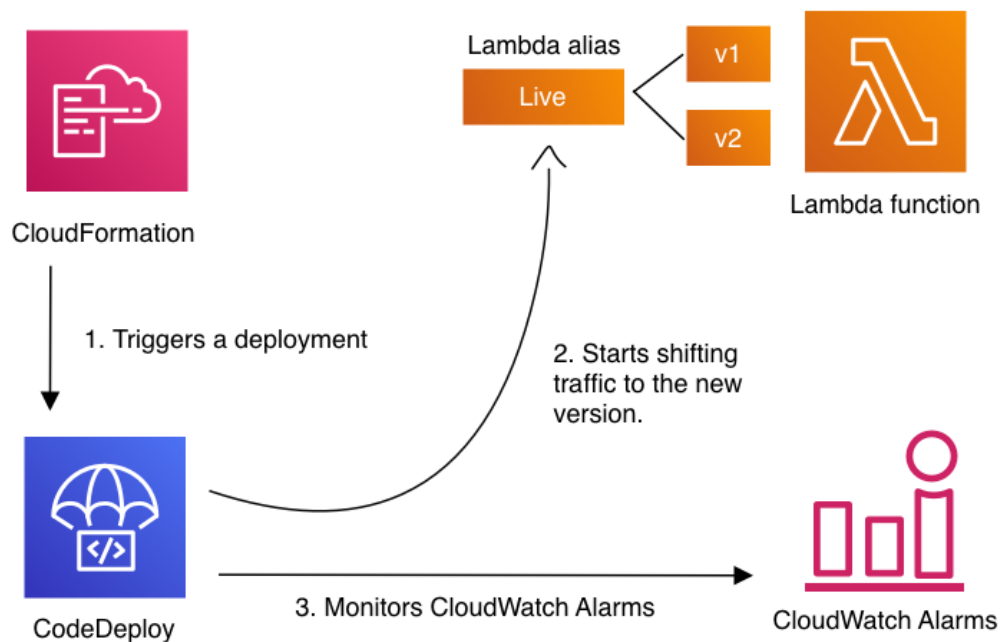 Lambda alias
Live
v1
v2
Lambda function
CloudFormation
1. Triggers a deployment
2. Starts shifting
traffic to the new
version.
</>
CodeDeploy
3. Monitors CloudWatch Alarms
CloudWatch Alarms